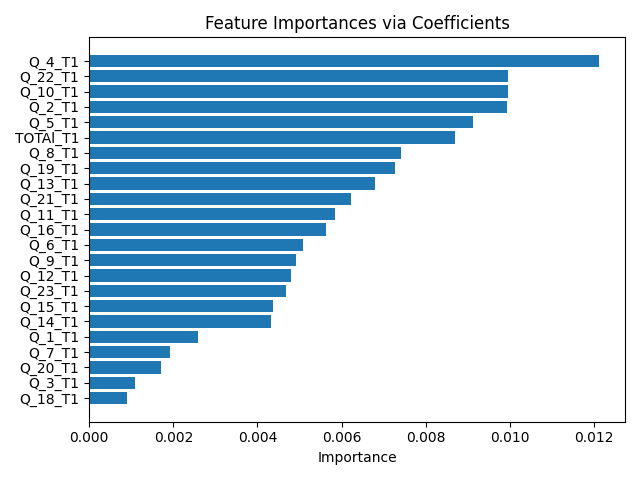 Feature Importances via Coefficients
Q_4_T1
Q_22_T1
Q_10_T1
Q_2_T1
Q_5_T1
TOTAl_T1
Q_8_T1
Q_19_T1
Q_13_T1
Q_21_T1
Q_11_T1
Q_16_T1
Q_6_T1
Q_9_T1
Q_12_T1
Q_23_T1
Q_15_T1
Q_14_T1
Q_1_T1
Q_7_T1
Q_20_T1
Q_3_T1
Q_18_T1
0.000 0.002 0.004 0.006 0.008 0.010 0.012
Importance